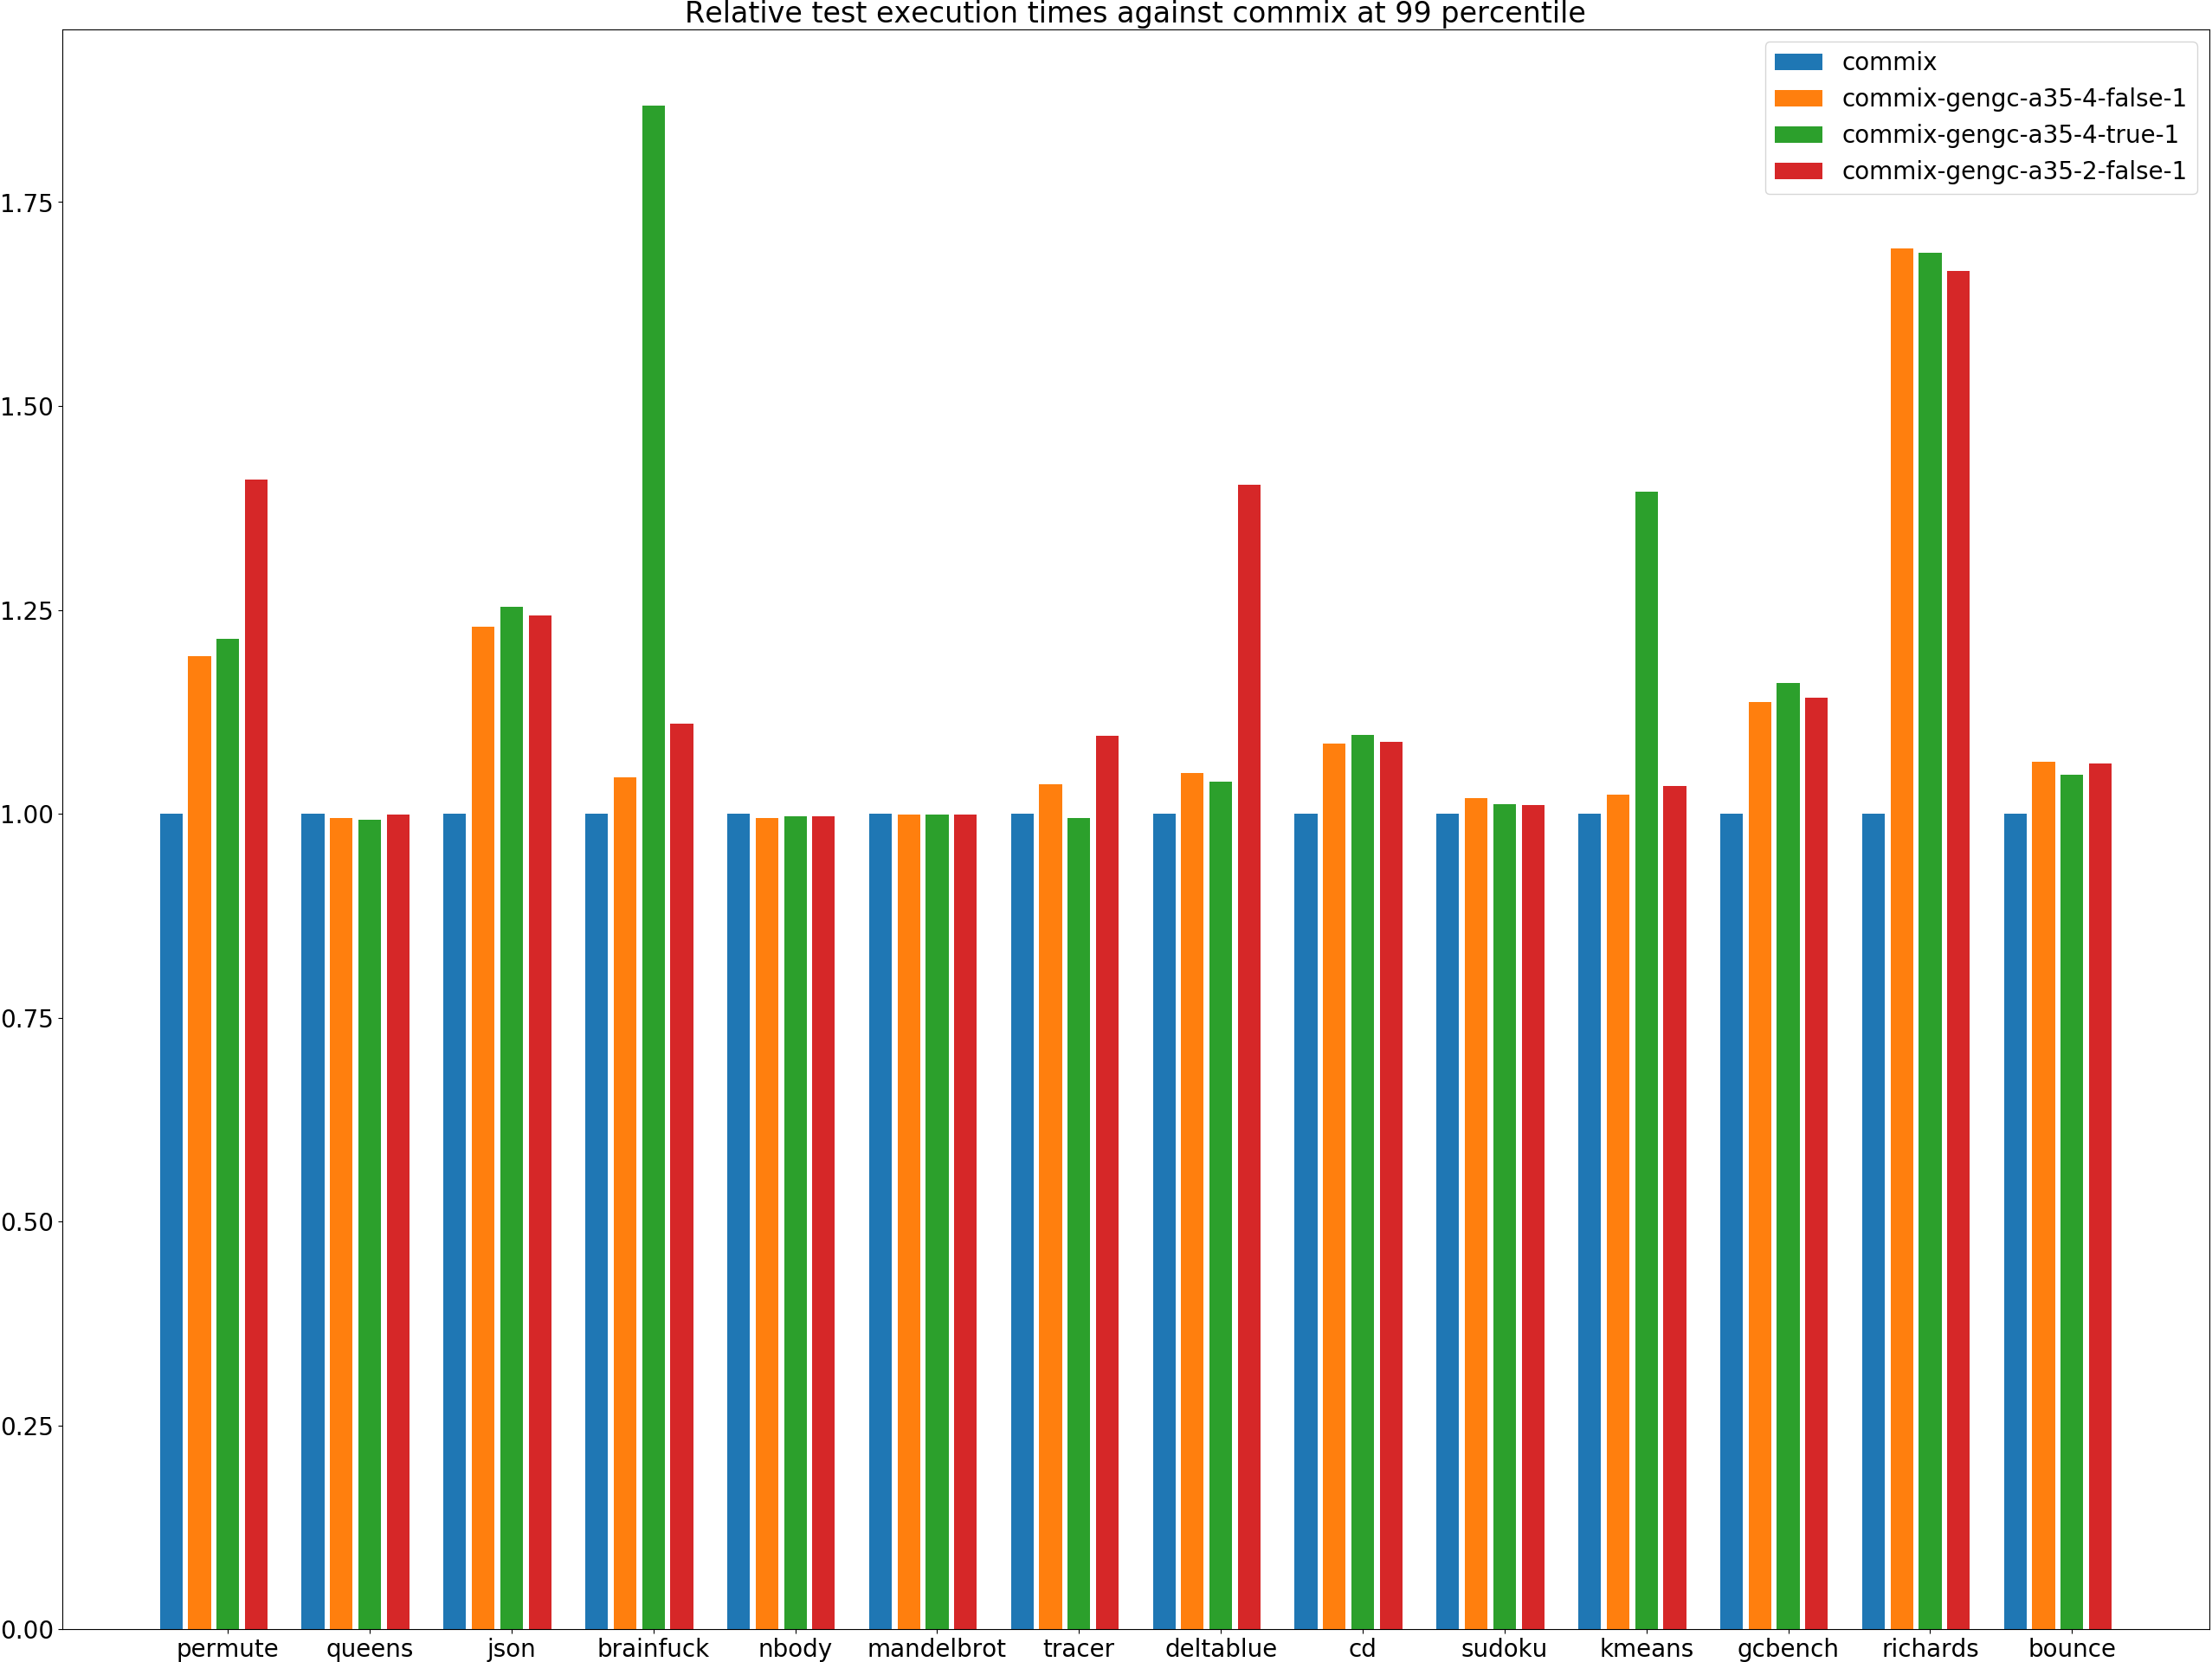 Relative test execution times against commix at 99 percentile
commix
commix-gengc-a35-4-false-1
commix-gengc-a35-4-true-1
commix-gengc-a35-2-false-1
1.75
1.50
1.25
1.00
0.75
0.50
0.25
0.00
permute queens json brainfuck nbody mandelbrot tracer deltablue cd sudoku kmeans gcbench richards bounce